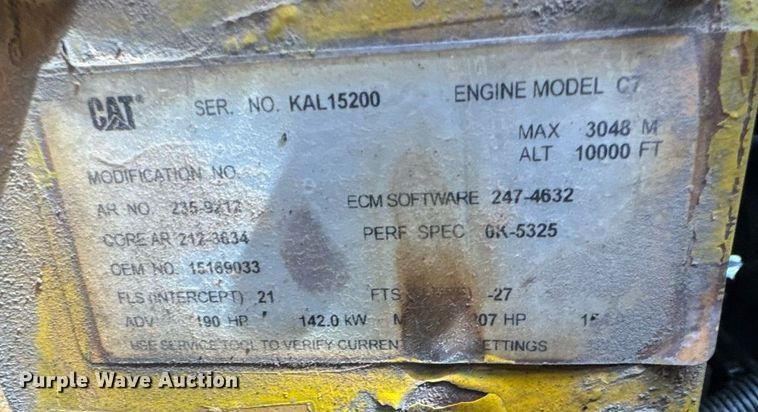 CAT SER. NO. KAL15200 ENGINE MODEL C7
MAX 3048 M
ALT 10000 FT
MODIFICATION NO.
AR NO. 235-9212 ECM SOFTWARE 247-4632
CORE AR 212-3634 PERF SPEC 0K-5325
OEM NO. 15169033
FLS (INTERCEPT) 21 FTS -27
ADV 190 HP 142.0 kW 207 HP
USE SERVICE TOOL TO VERIFY CURRENT SETTINGS
Purple Wave Auction